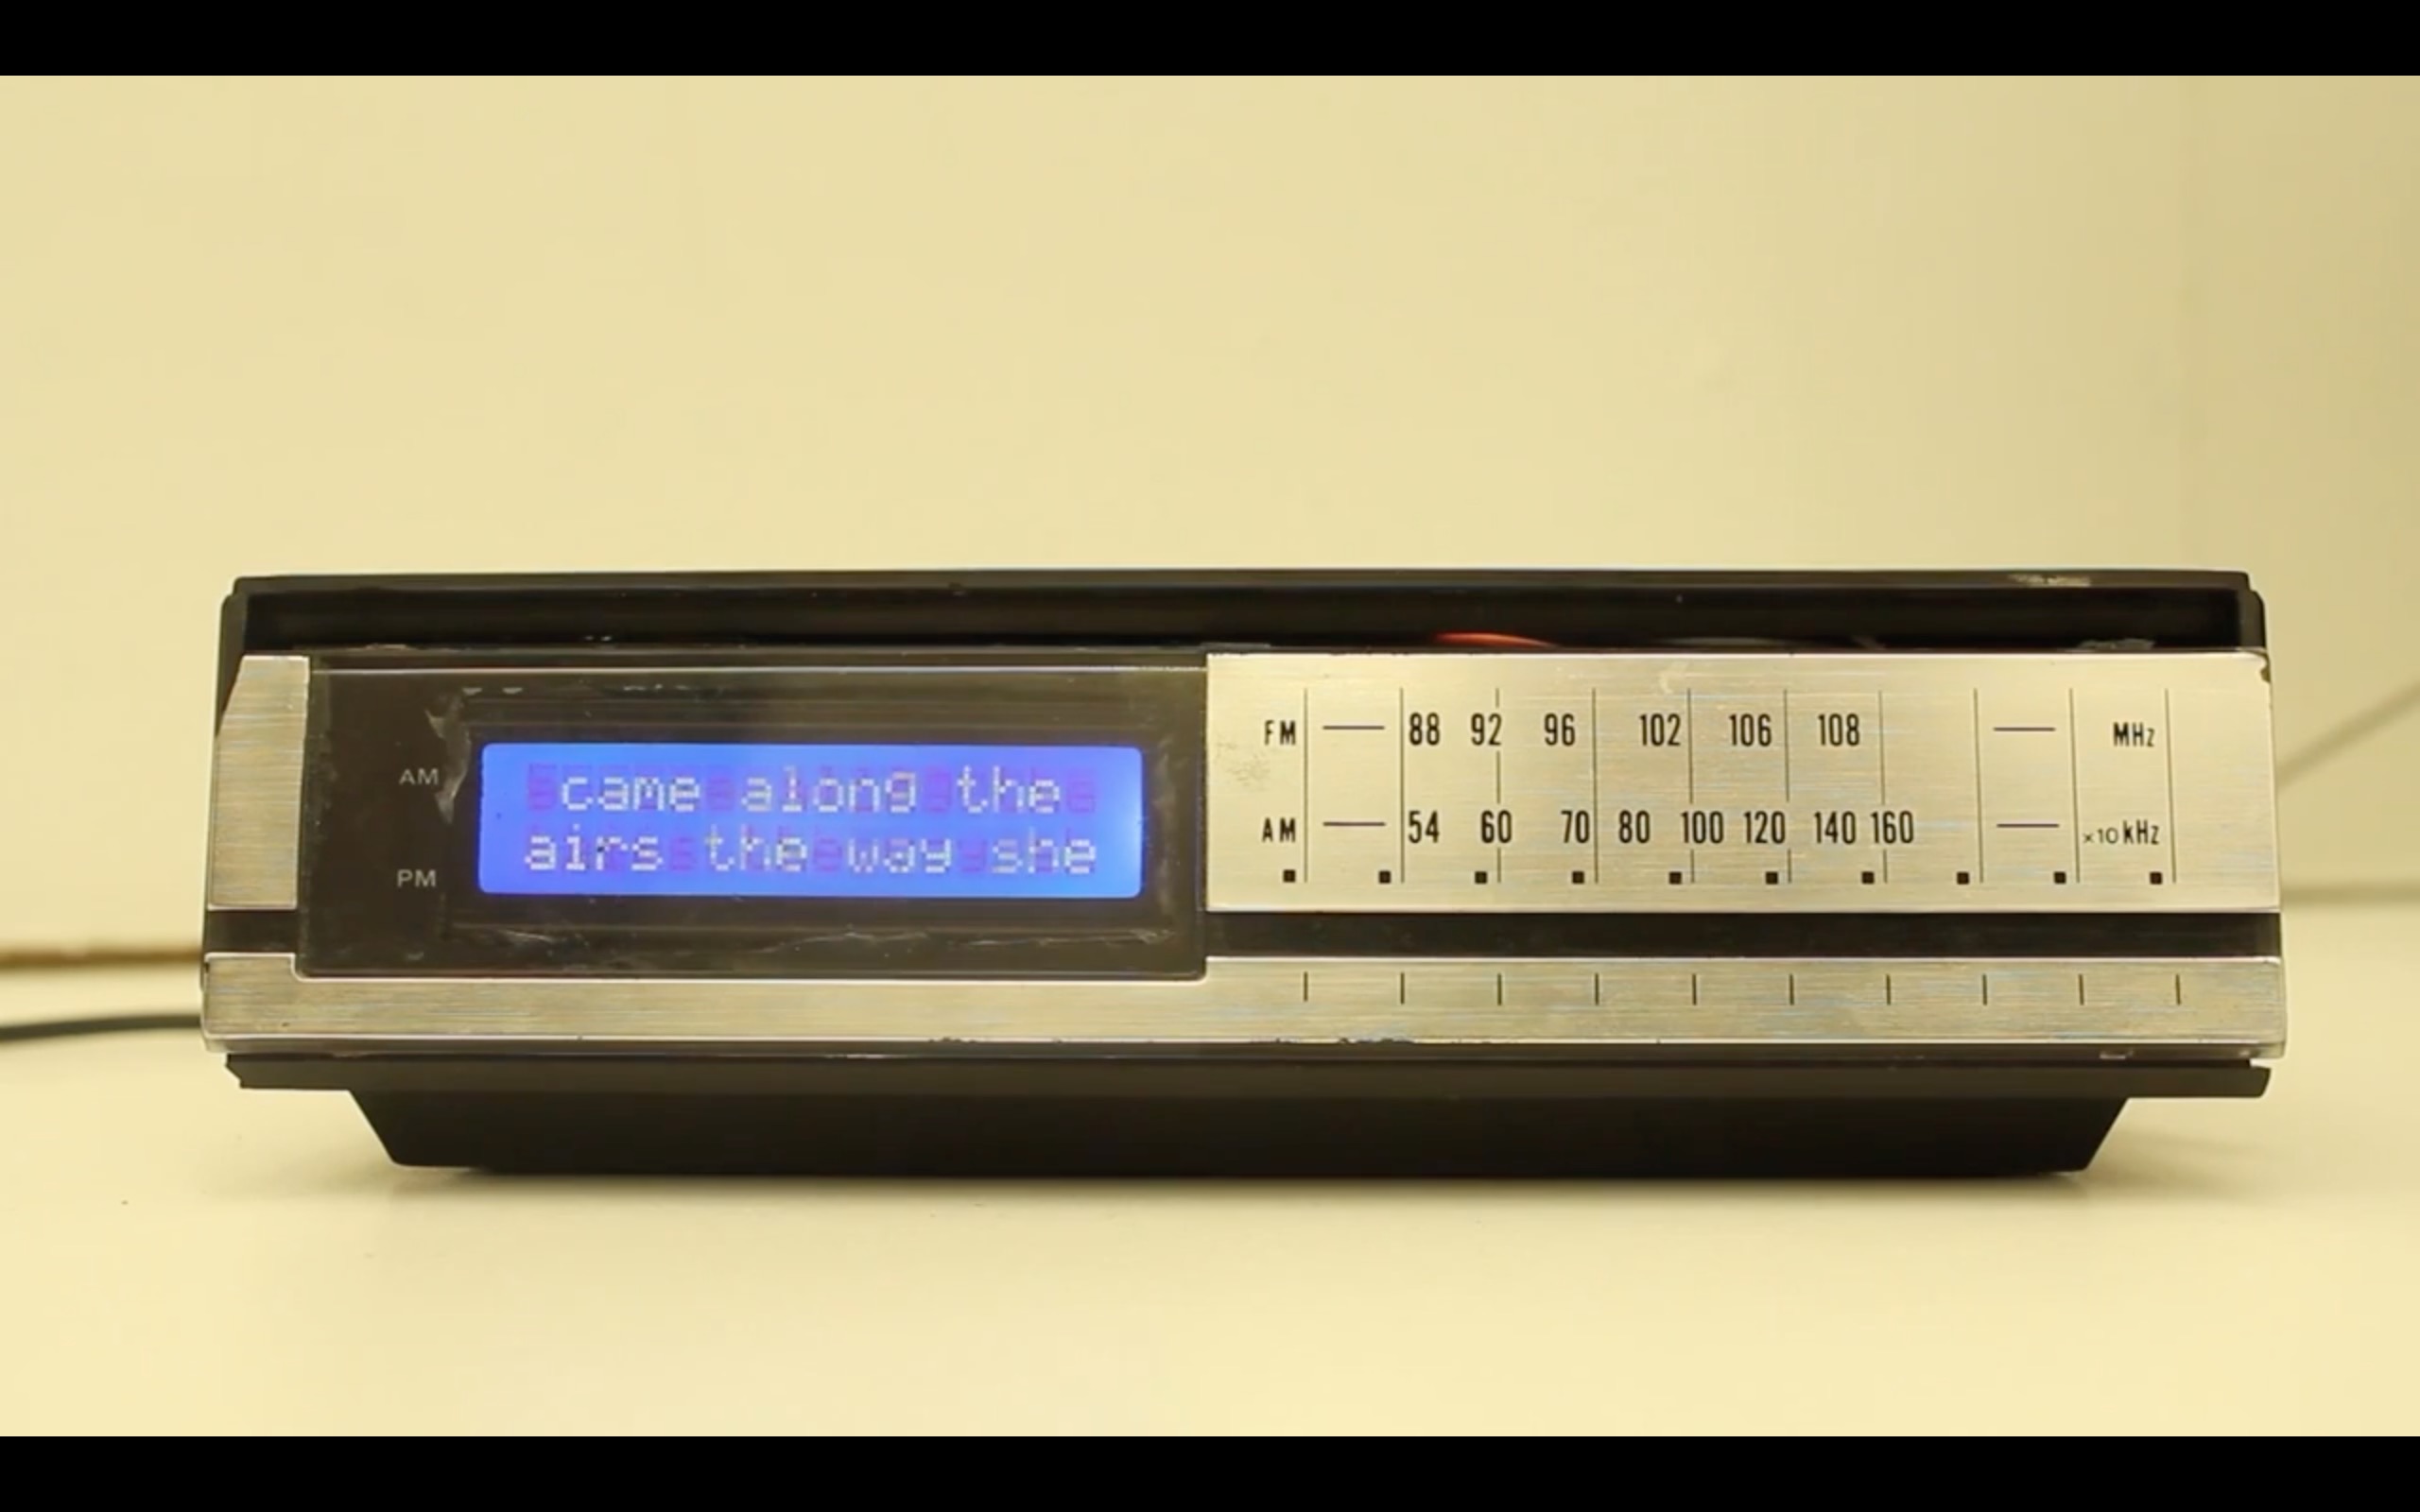 came along the
airs the way she
AM
PM
FM 88 92 96 102 106 108 MHz
AM 54 60 70 80 100 120 140 160 ×10 kHz